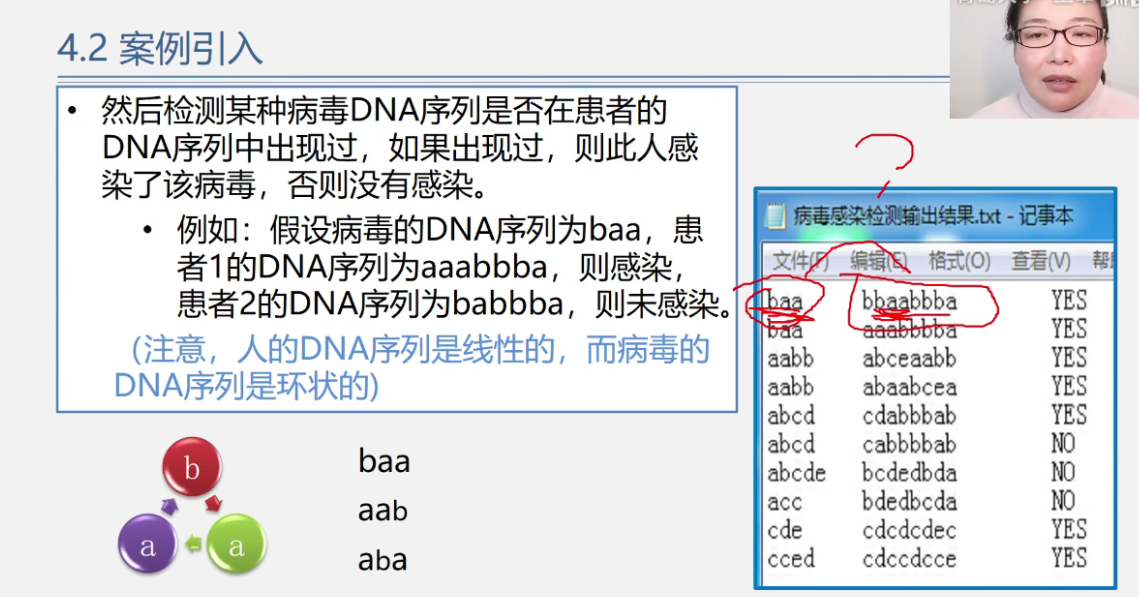 4.2 案例引入
• 然后检测某种病毒DNA序列是否在患者的
DNA序列中出现过，如果出现过，则此人感
染了该病毒，否则没有感染。
• 例如：假设病毒的DNA序列为baa，患
者1的DNA序列为aaabbba，则感染，
患者2的DNA序列为babbba，则未感染。
（注意，人的DNA序列是线性的，而病毒的
DNA序列是环状的)
b
a
a
baa
aab
aba
病毒感染检测输出结果.txt - 记事本
文件(F) 编辑(E) 格式(O) 查看(V) 帮
baa bbaabbba YES
baa aaabbbba YES
aabb abceaabb YES
aabb abaabcea YES
abcd cdabbbab YES
abcd cabbbbab NO
abcde bcdedbda NO
acc bdedbcda NO
cde cdcdcdec YES
cced cdccdcce YES